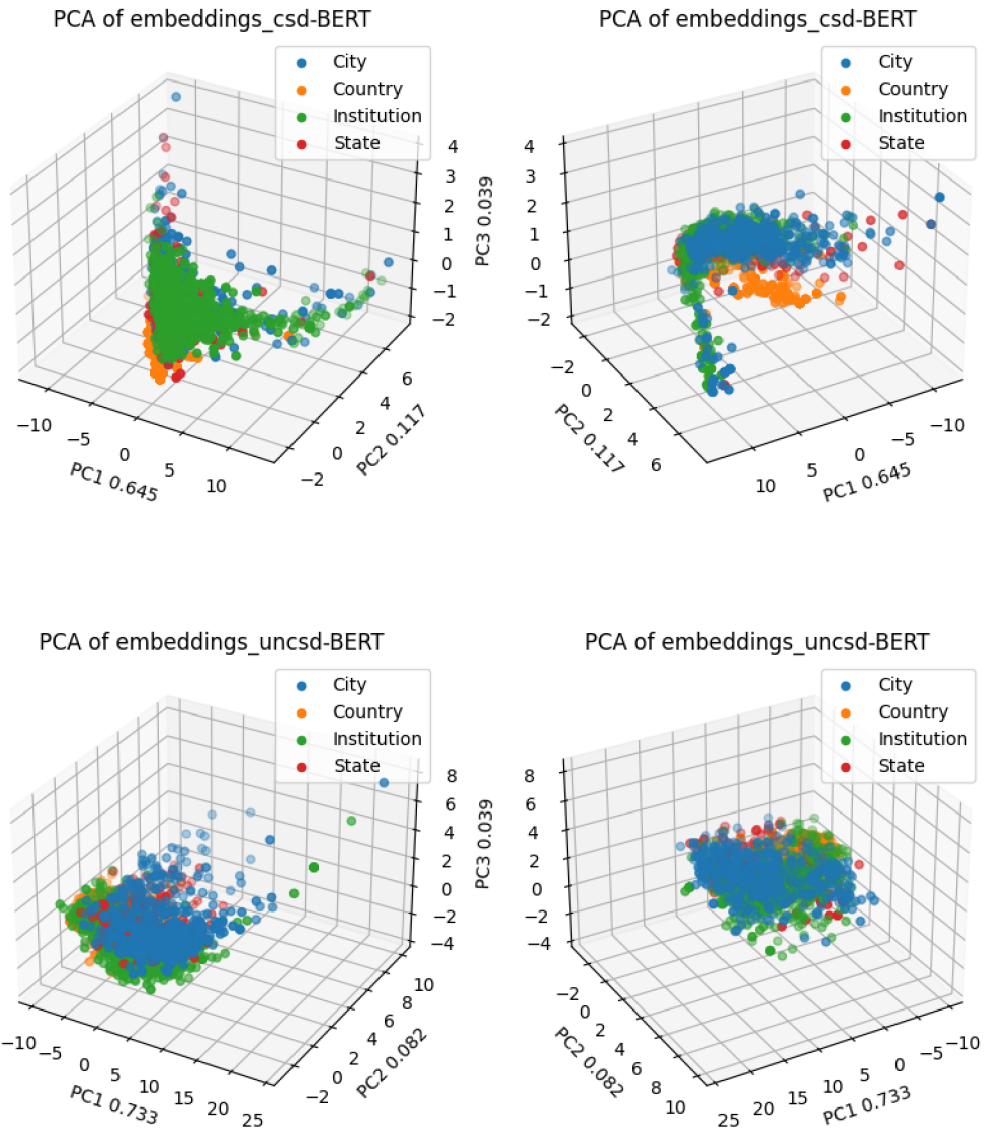 PCA of embeddings_csd-BERT
City
Country
Institution
State
4
3
2
1
0
−1
−2
PC3 0.039
−10
−5
0
5
10
PC1 0.645
−2
0
2
4
6
PC2 0.117
PCA of embeddings_csd-BERT
City
Country
Institution
State
4
3
2
1
0
−1
−2
−2
0
2
4
6
PC2 0.117
10
5
0
−5
−10
PC1 0.645
PCA of embeddings_uncsd-BERT
City
Country
Institution
State
8
6
4
2
0
−2
−4
PC3 0.039
−10
−5
0
5
10
15
20
25
PC1 0.733
−2
0
2
4
6
8
10
PC2 0.082
PCA of embeddings_uncsd-BERT
City
Country
Institution
State
8
6
4
2
0
−2
−4
−2
0
2
4
6
8
10
PC2 0.082
25
20
15
10
5
0
−5
−10
PC1 0.733